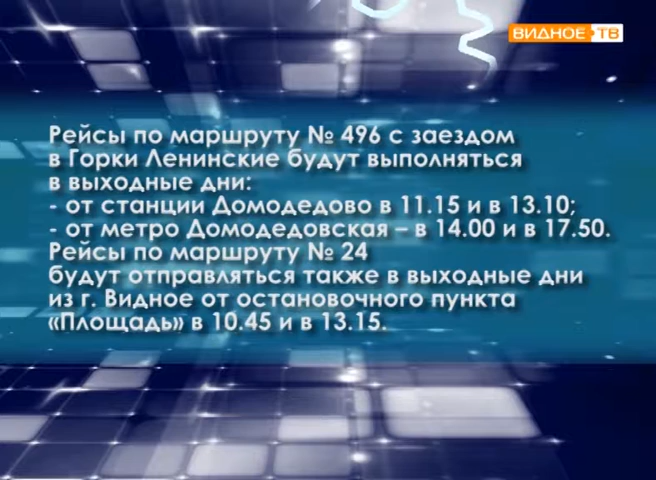 ВИДНОЕ ТВ
Рейсы по маршруту № 496 с заездом
в Горки Ленинские будут выполняться
в выходные дни:
- от станции Домодедово в 11.15 и в 13.10;
- от метро Домодедовская – в 14.00 и в 17.50.
Рейсы по маршруту № 24
будут отправляться также в выходные дни
из г. Видное от остановочного пункта
«Площадь» в 10.45 и в 13.15.